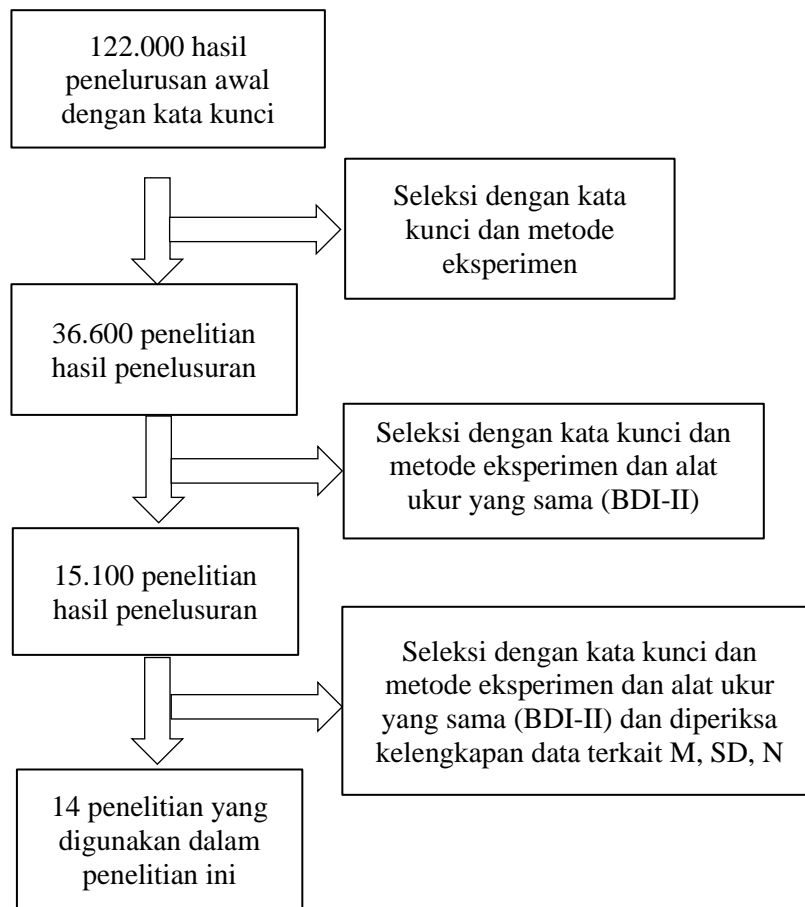 122.000 hasil
penelurusan awal
dengan kata kunci
Seleksi dengan kata
kunci dan metode
eksperimen
36.600 penelitian
hasil penelusuran
Seleksi dengan kata kunci dan
metode eksperimen dan alat
ukur yang sama (BDI-II)
15.100 penelitian
hasil penelusuran
Seleksi dengan kata kunci dan
metode eksperimen dan alat ukur
yang sama (BDI-II) dan diperiksa
kelengkapan data terkait M, SD, N
14 penelitian yang
digunakan dalam
penelitian ini